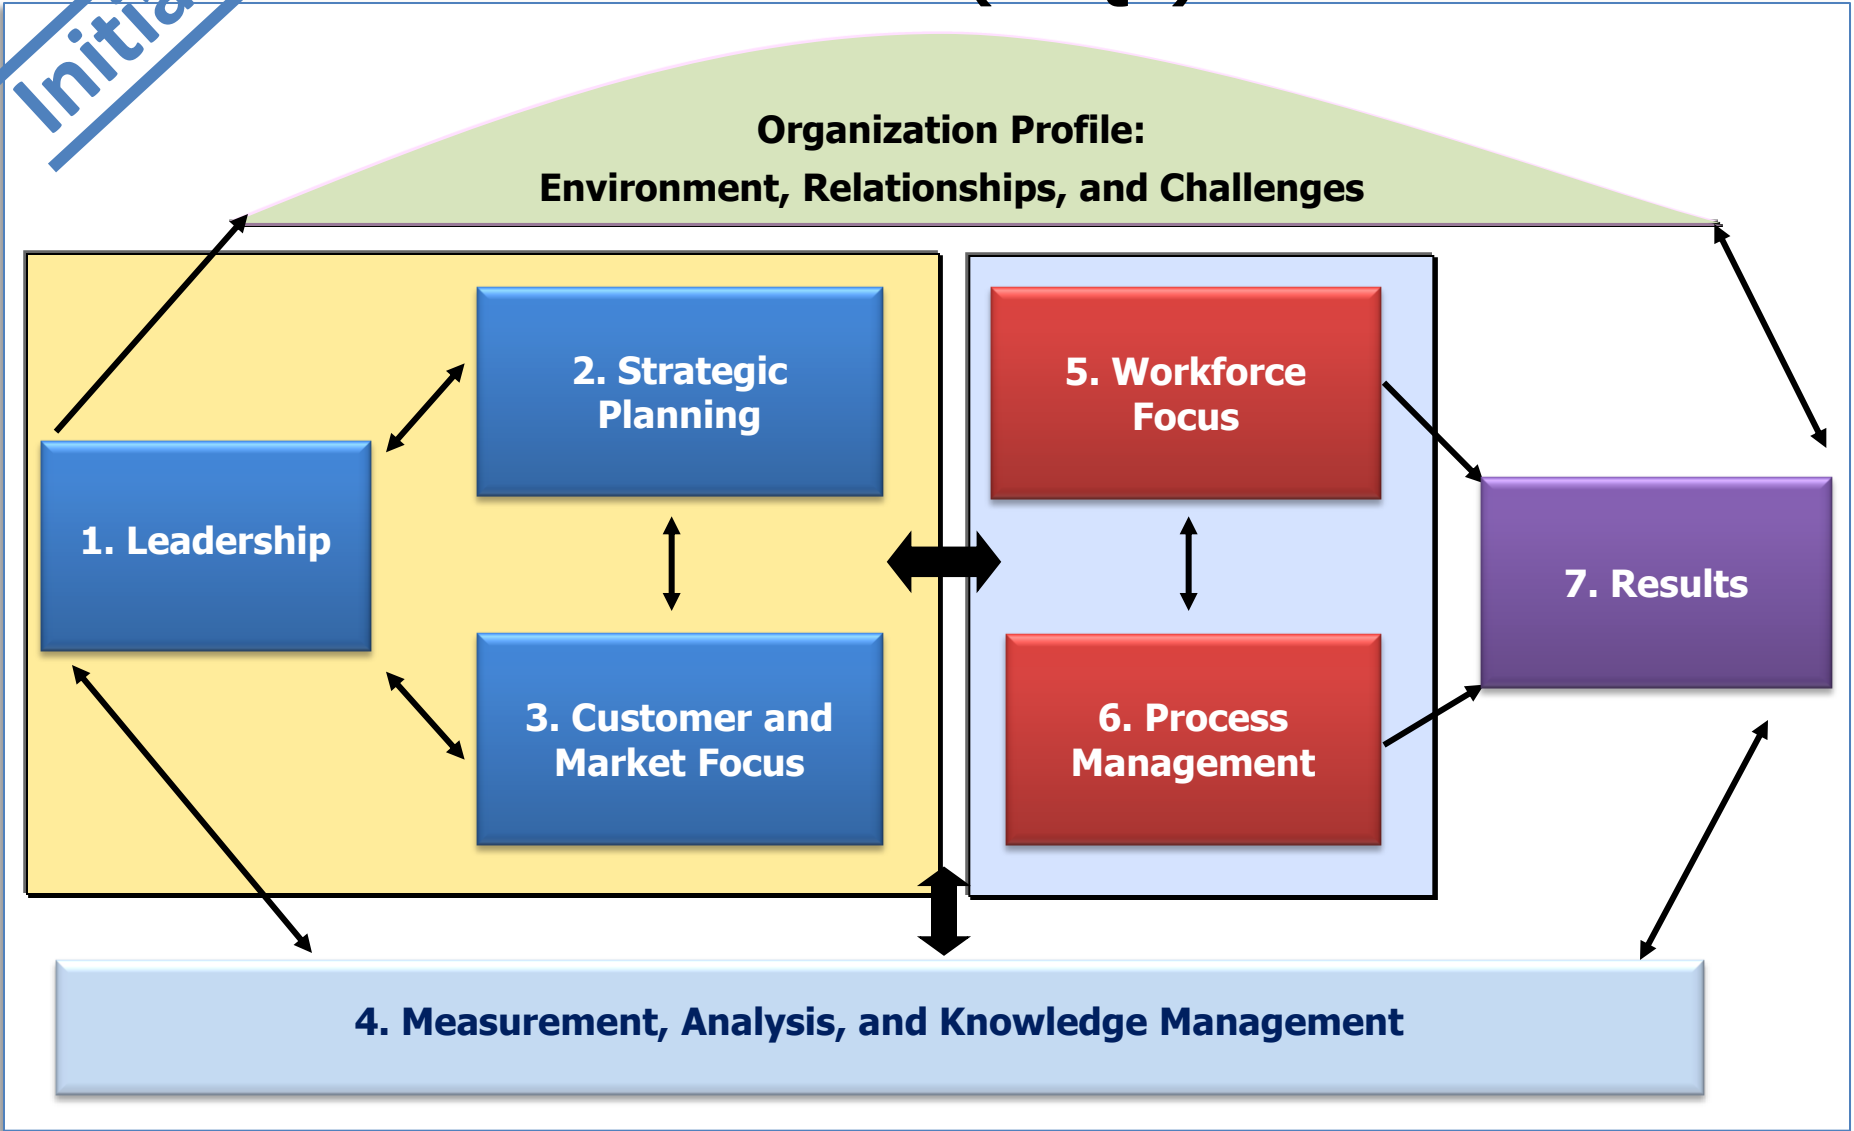 Organization Profile:
Environment, Relationships, and Challenges
2. Strategic
Planning
5. Workforce
Focus
1. Leadership
7. Results
3. Customer and
Market Focus
6. Process
Management
4. Measurement, Analysis, and Knowledge Management